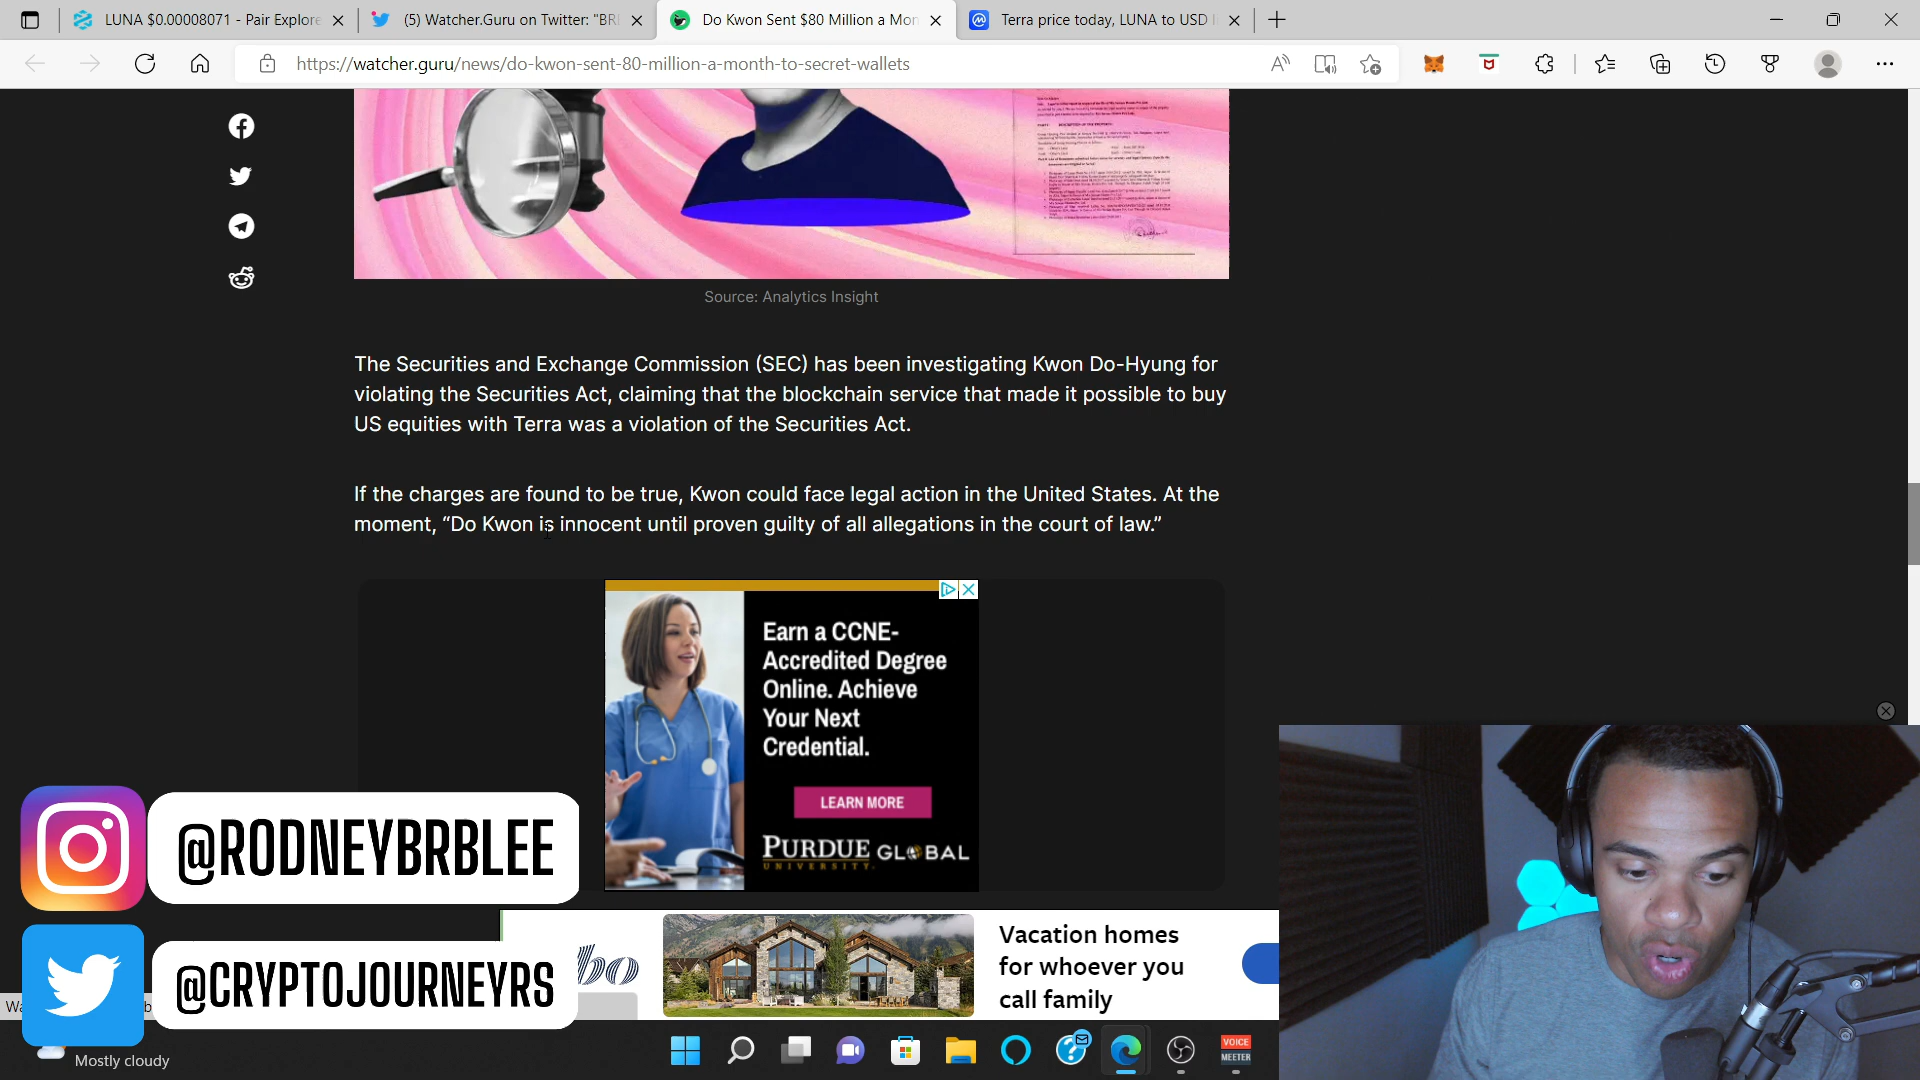 LUNA $0.00008071 - Pair Explore
(5) Watcher.Guru on Twitter: "BR
Do Kwon Sent $80 Million a Mon
Terra price today, LUNA to USD
https://watcher.guru/news/do-kwon-sent-80-million-a-month-to-secret-wallets
Source: Analytics Insight
The Securities and Exchange Commission (SEC) has been investigating Kwon Do-Hyung for
violating the Securities Act, claiming that the blockchain service that made it possible to buy
US equities with Terra was a violation of the Securities Act.
If the charges are found to be true, Kwon could face legal action in the United States. At the
moment, “Do Kwon is innocent until proven guilty of all allegations in the court of law.”
Earn a CCNE-
Accredited Degree
Online. Achieve
Your Next
Credential.
LEARN MORE
PURDUE GLOBAL
UNIVERSITY
@RODNEYBRBLEE
Vacation homes
for whoever you
call family
@CRYPTOJOURNEYRS
VOICE
MEETER
Mostly cloudy